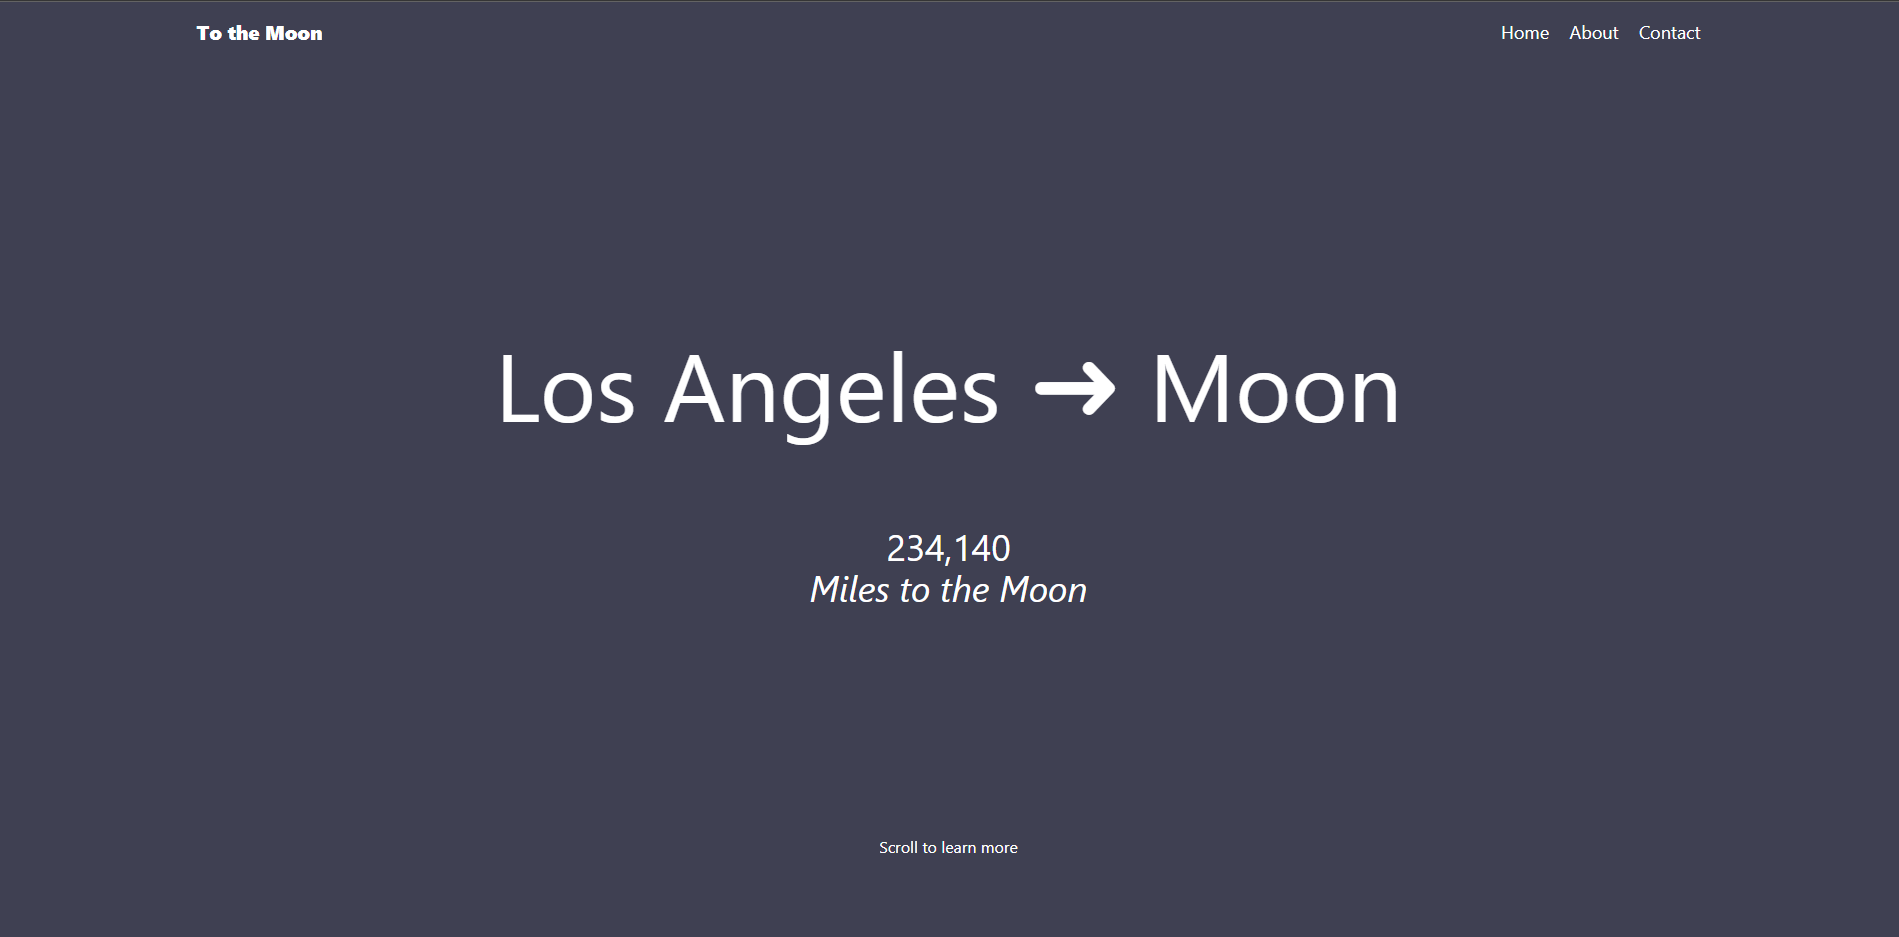 To the Moon
Home About Contact
Los Angeles ➜ Moon
234,140
Miles to the Moon
Scroll to learn more